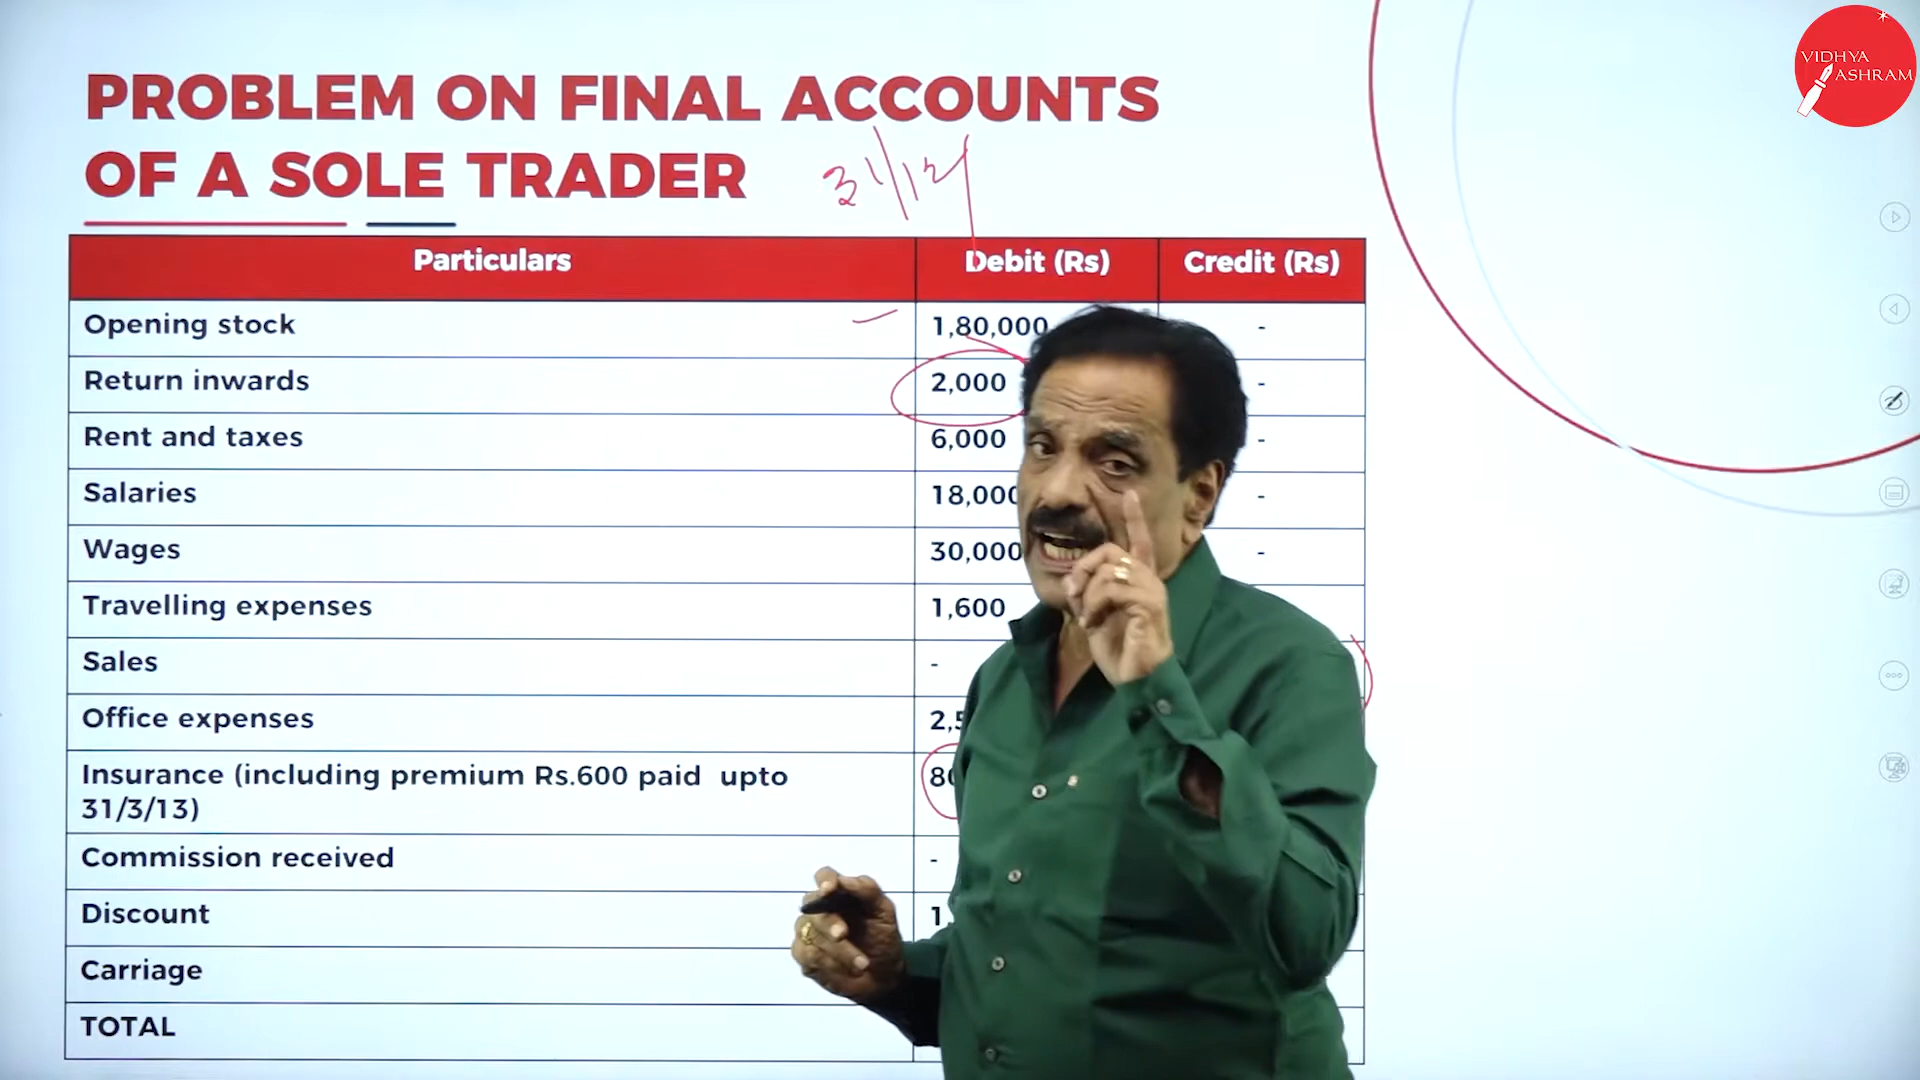 VIDHYA
ASHRAM
PROBLEM ON FINAL ACCOUNTS
OF A SOLE TRADER
31/12/
Particulars Debit (Rs) Credit (Rs)
Opening stock 1,80,000 -
Return inwards 2,000 -
Rent and taxes 6,000 -
Salaries 18,000 -
Wages 30,000 -
Travelling expenses 1,600
Sales -
Office expenses
Insurance (including premium Rs.600 paid upto
31/3/13)
Commission received -
Discount
Carriage
TOTAL